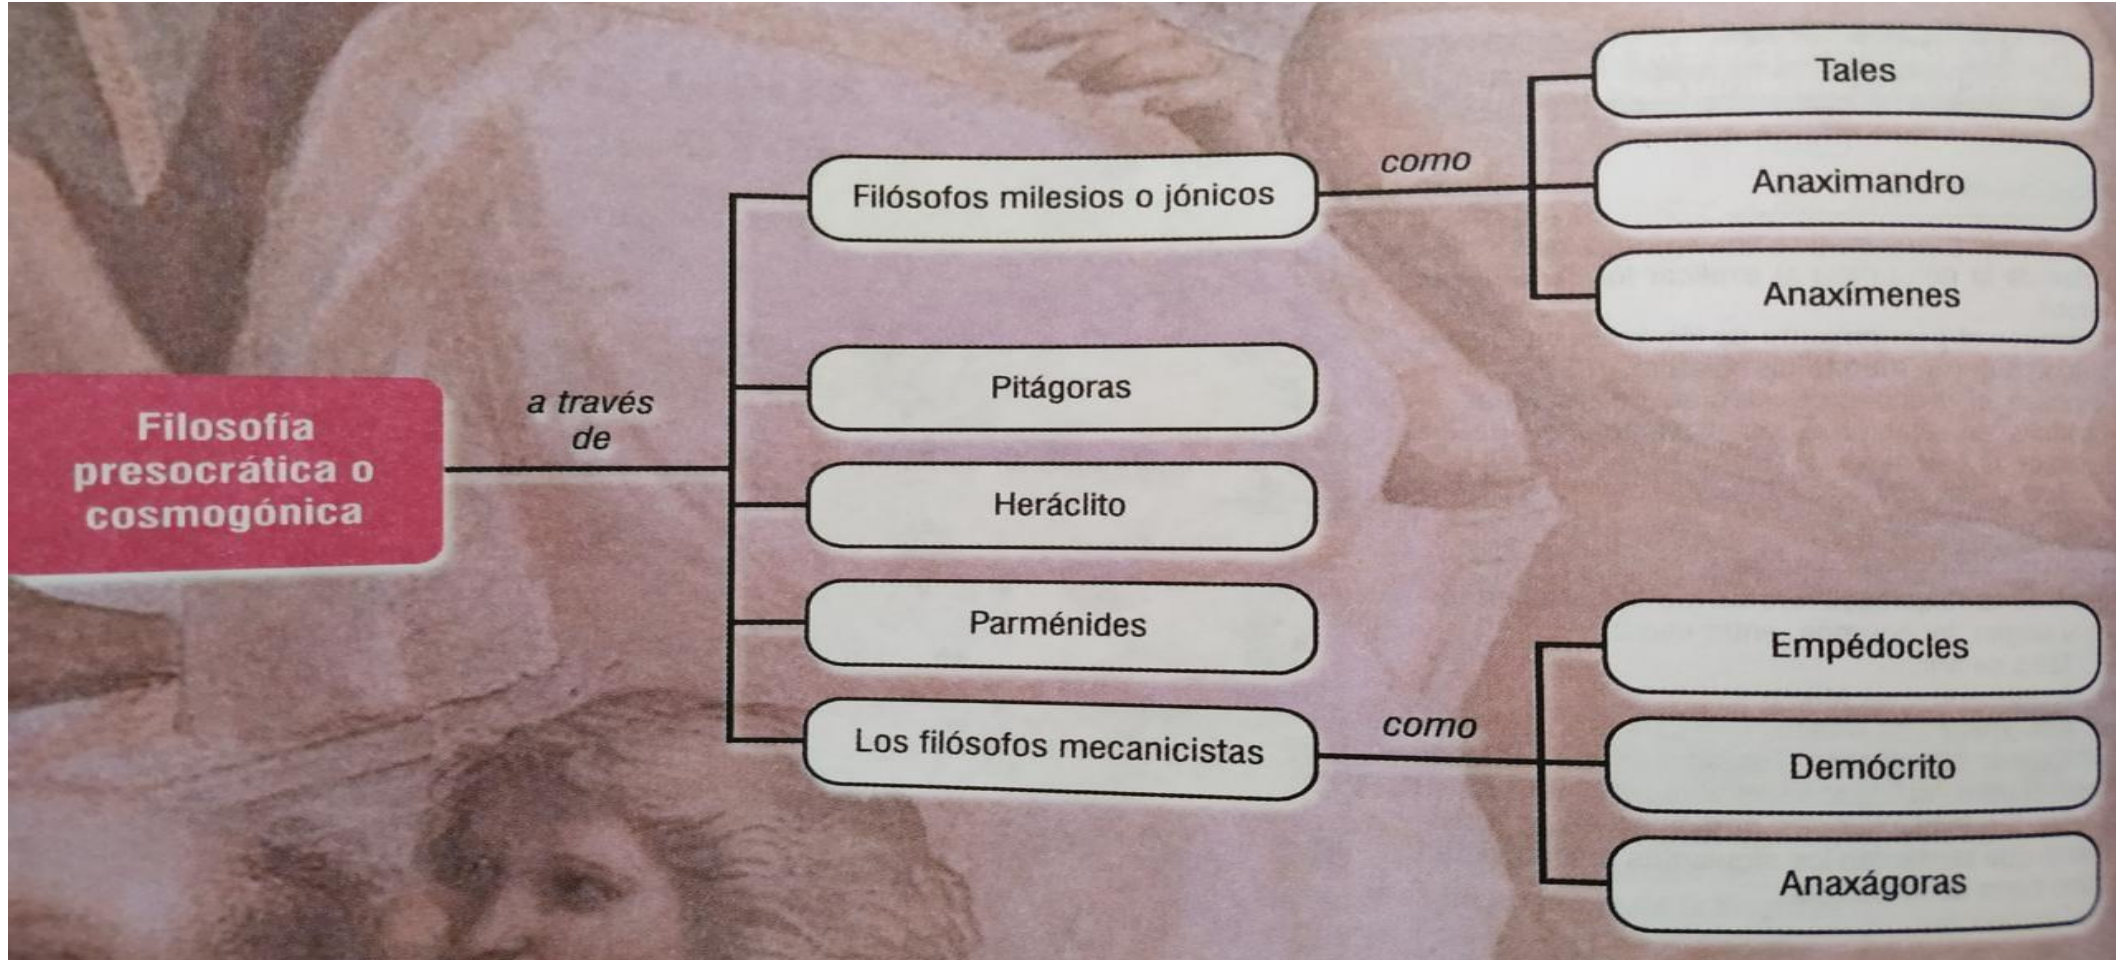 Filosofía
presocrática o
cosmogónica
a través
de
Filósofos milesios o jónicos
como
Tales
Anaximandro
Anaxímenes
Pitágoras
Heráclito
Parménides
Los filósofos mecanicistas
como
Empédocles
Demócrito
Anaxágoras